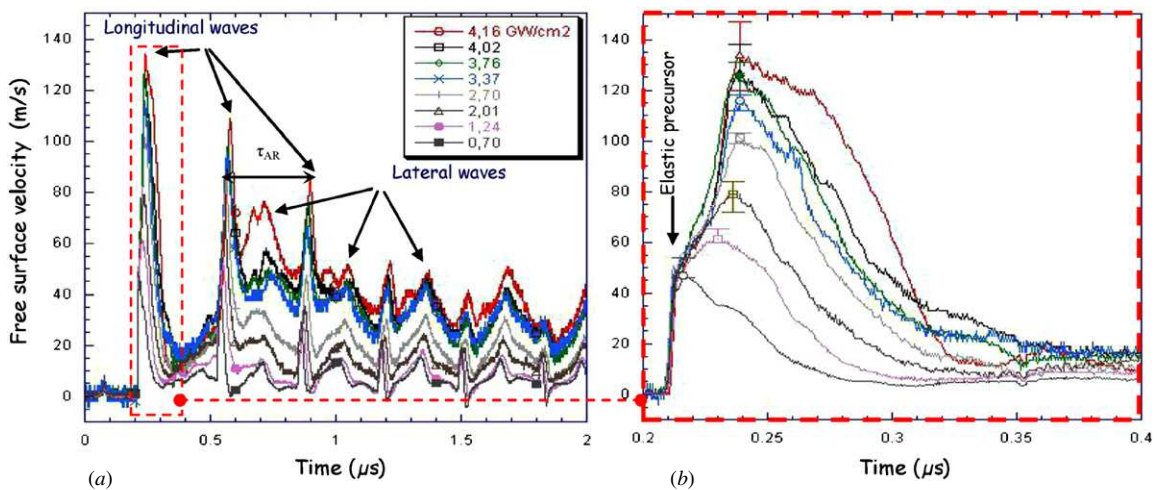 140
120
100
80
60
40
20
0
Free surface velocity (m/s)
Longitudinal waves
τAR
Lateral waves
4,16 GW/cm2
4,02
3,76
3,37
2,70
2,01
1,24
0,70
0 0.5 1 1.5 2
Time (µs)
(a)
140
120
100
80
60
40
20
0
Elastic precursor
0.2 0.25 0.3 0.35 0.4
Time (µs)
(b)